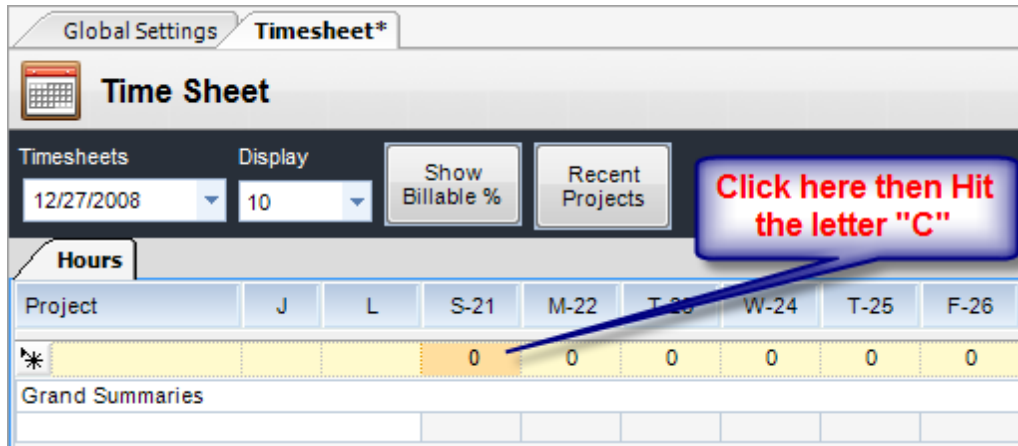 Global Settings Timesheet*
Time Sheet
Timesheets Display
Show Billable %
Recent Projects
12/27/2008 10
Click here then Hit
the letter "C"
Hours
Project J L S-21 M-22 T-23 W-24 T-25 F-26
0 0 0 0 0 0
Grand Summaries